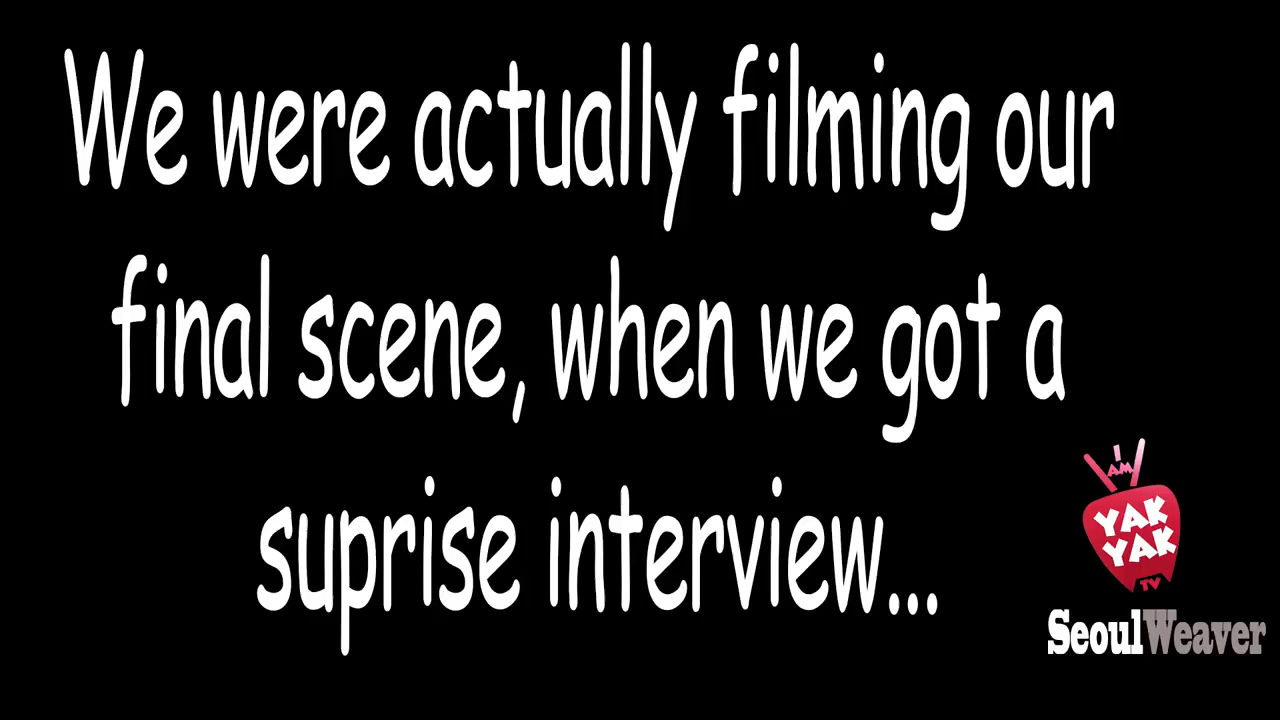 We were actually filming our
final scene, when we got a
suprise interview...
I
AM
YAK
YAK
TV
SeoulWeaver